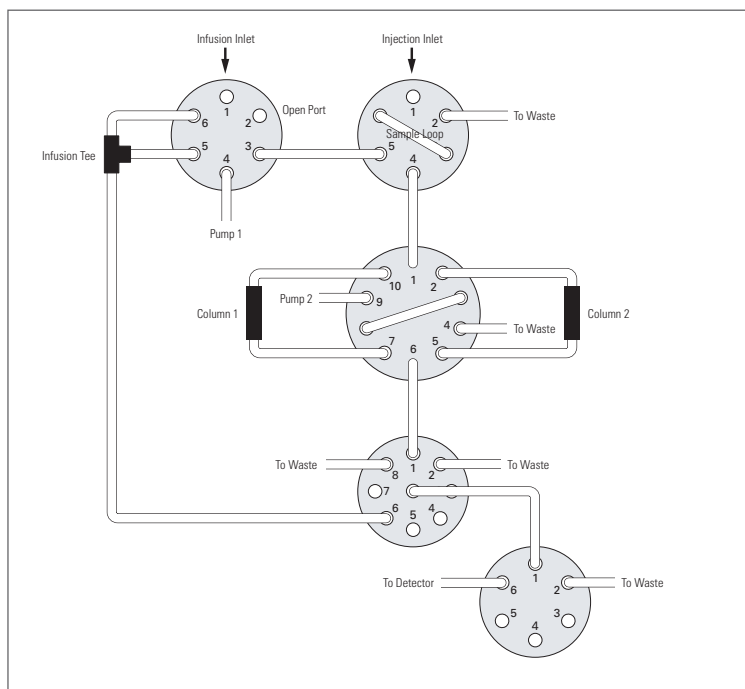 Infusion Inlet
Injection Inlet
1
2
Open Port
6
5
3
4
Infusion Tee
Pump 1
1
2
To Waste
Sample Loop
5
4
10
1
2
Pump 2
9
Column 1
Column 2
4
To Waste
7
6
5
To Waste
8
1
2
To Waste
7
6
5
4
To Detector
6
1
2
To Waste
5
3
4